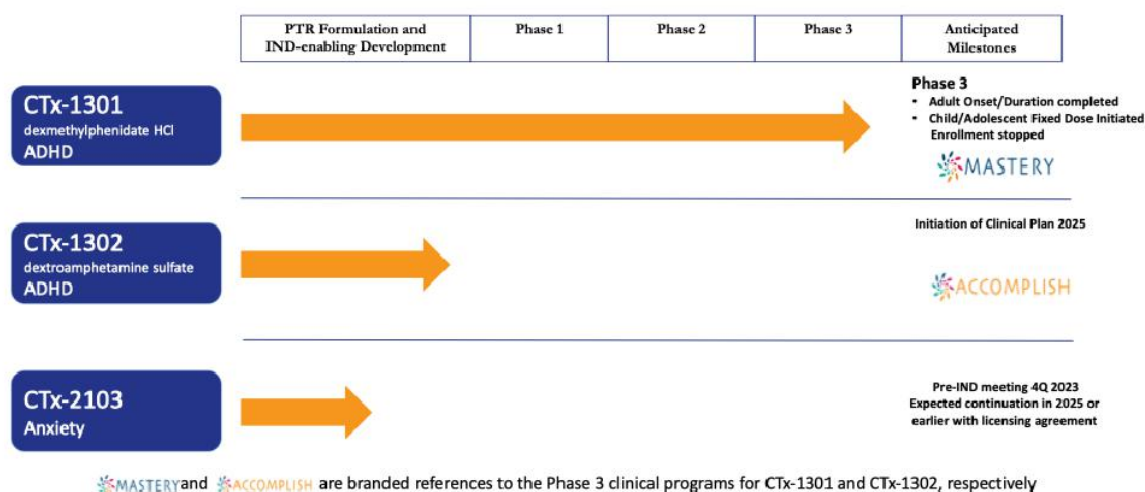 PTR Formulation and
IND-enabling Development
Phase 1
Phase 2
Phase 3
Anticipated
Milestones
CTx-1301
dexmethylphenidate HCl
ADHD
Phase 3
• Adult Onset/Duration completed
• Child/Adolescent Fixed Dose Initiated
Enrollment stopped
MASTERY
CTx-1302
dextroamphetamine sulfate
ADHD
Initiation of Clinical Plan 2025
ACCOMPLISH
CTx-2103
Anxiety
Pre-IND meeting 4Q 2023
Expected continuation in 2025 or
earlier with licensing agreement
MASTERY and ACCOMPLISH are branded references to the Phase 3 clinical programs for CTx-1301 and CTx-1302, respectively